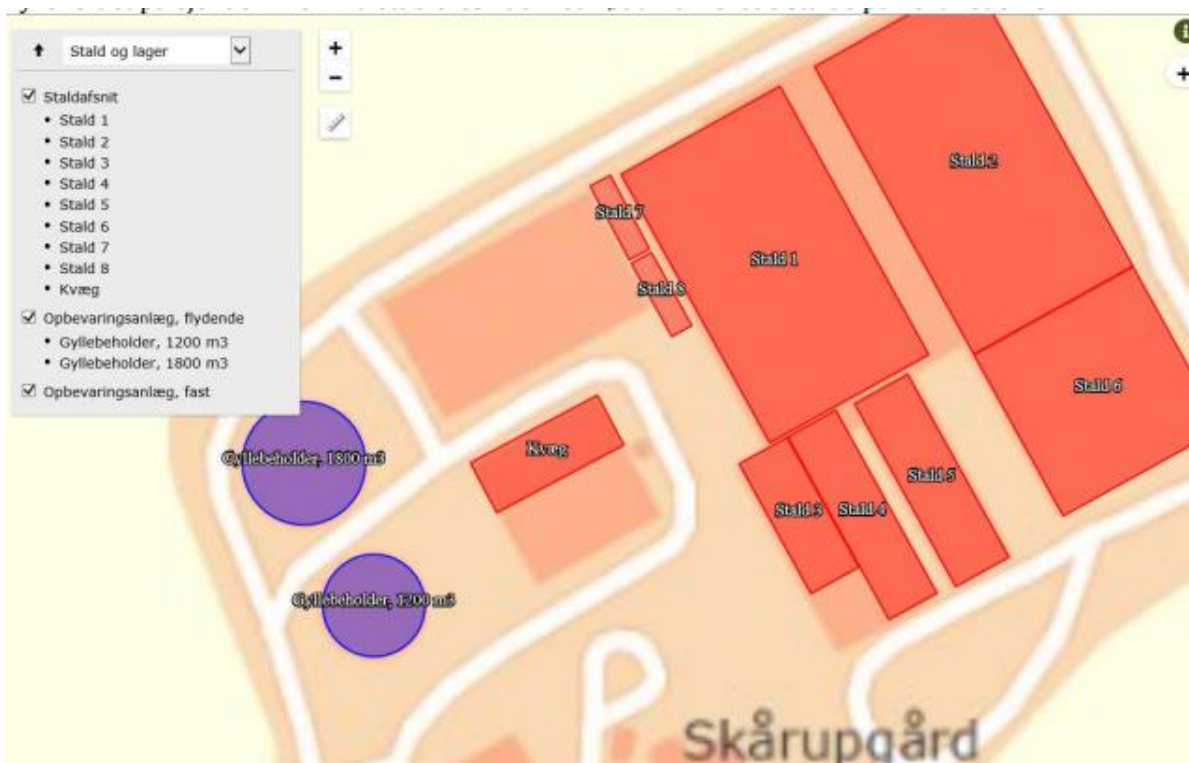 Stald og lager
Staldafsnit
Stald 1
Stald 2
Stald 3
Stald 4
Stald 5
Stald 6
Stald 7
Stald 8
Kvæg
Opbevaringsanlæg, flydende
Gyllebeholder, 1200 m3
Gyllebeholder, 1800 m3
Opbevaringsanlæg, fast
Stald 2
Stald 7
Stald 1
Stald 8
Stald 6
Kvæg
Gyllebeholder, 1800 m3
Stald 5
Stald 3
Stald 4
Gyllebeholder, 1200 m3
Skårupgård